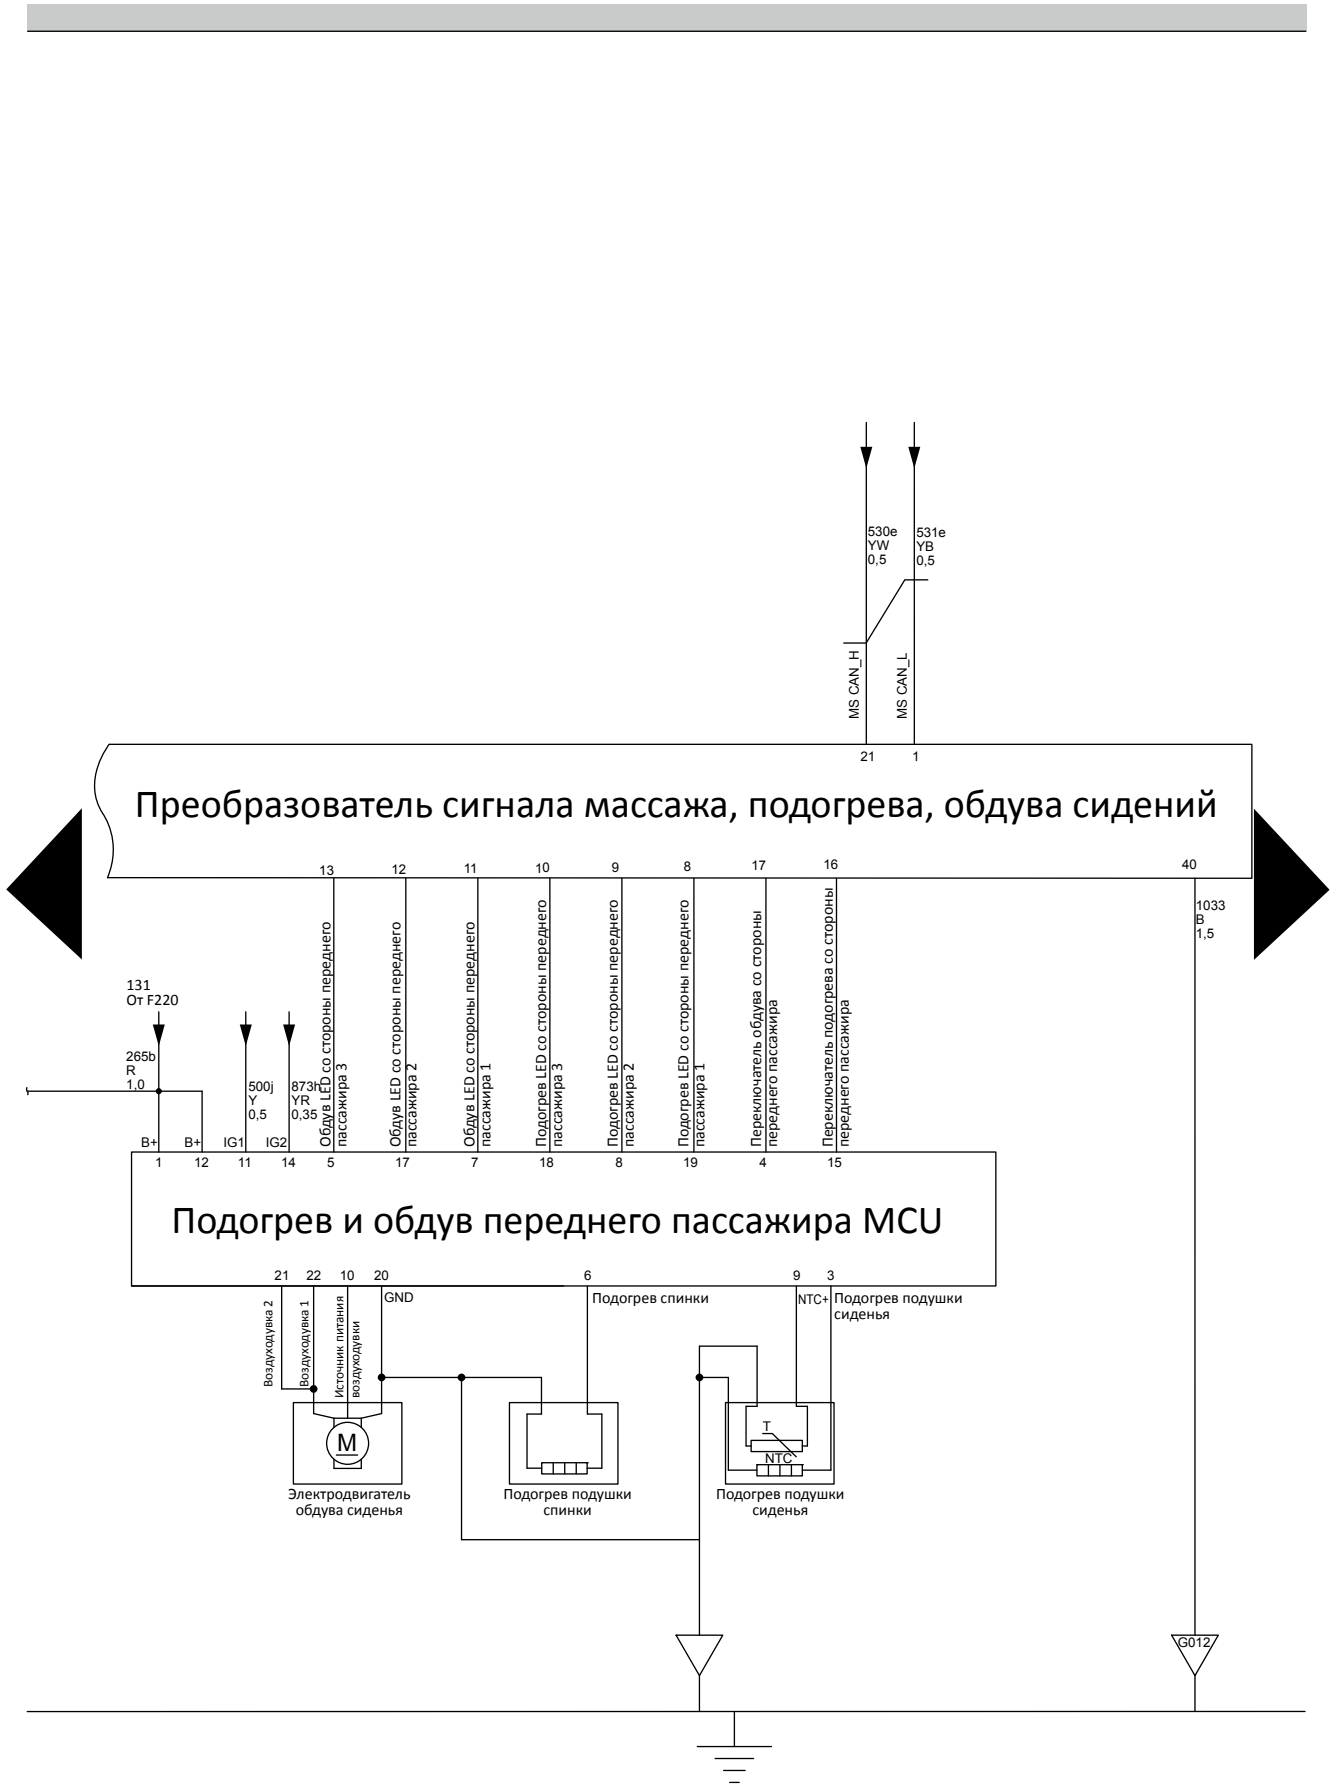 530e
YW
0,5
531e
YB
0,5
MS CAN_H
MS CAN_L
21
1
Преобразователь сигнала массажа, подогрева, обдува сидений
13
12
11
10
9
8
17
16
40
1033
B
1,5
Обдув LED со стороны переднего
пассажира 3
Обдув LED со стороны переднего
пассажира 2
Обдув LED со стороны переднего
пассажира 1
Подогрев LED со стороны переднего
пассажира 3
Подогрев LED со стороны переднего
пассажира 2
Подогрев LED со стороны переднего
пассажира 1
Переключатель обдува со стороны
переднего пассажира
Переключатель подогрева со стороны
переднего пассажира
131
От F220
265b
R
1,0
500j
Y
0,5
873h
YR
0,35
B+
B+
IG1
IG2
1
12
11
14
5
17
7
18
8
19
4
15
Подогрев и обдув переднего пассажира MCU
21
22
10
20
6
9
3
Воздуходувка 2
Воздуходувка 1
Источник питания
воздуходувки
GND
Подогрев спинки
NTC+
Подогрев подушки
сиденья
M
T
NTC
Электродвигатель
обдува сиденья
Подогрев подушки
спинки
Подогрев подушки
сиденья
G012